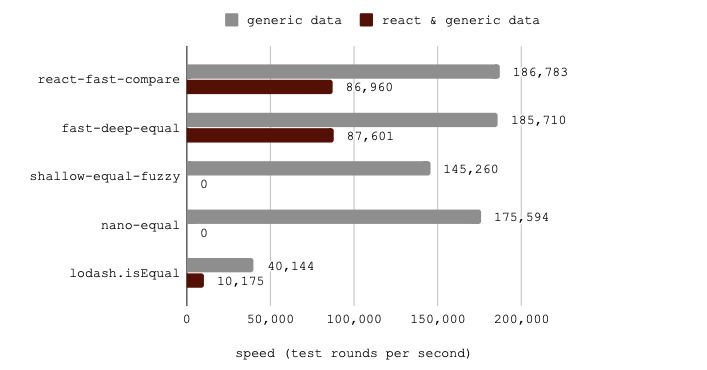 generic data
react & generic data
react-fast-compare
186,783
86,960
fast-deep-equal
185,710
87,601
shallow-equal-fuzzy
145,260
0
nano-equal
175,594
0
lodash.isEqual
40,144
10,175
0
50,000
100,000
150,000
200,000
speed (test rounds per second)